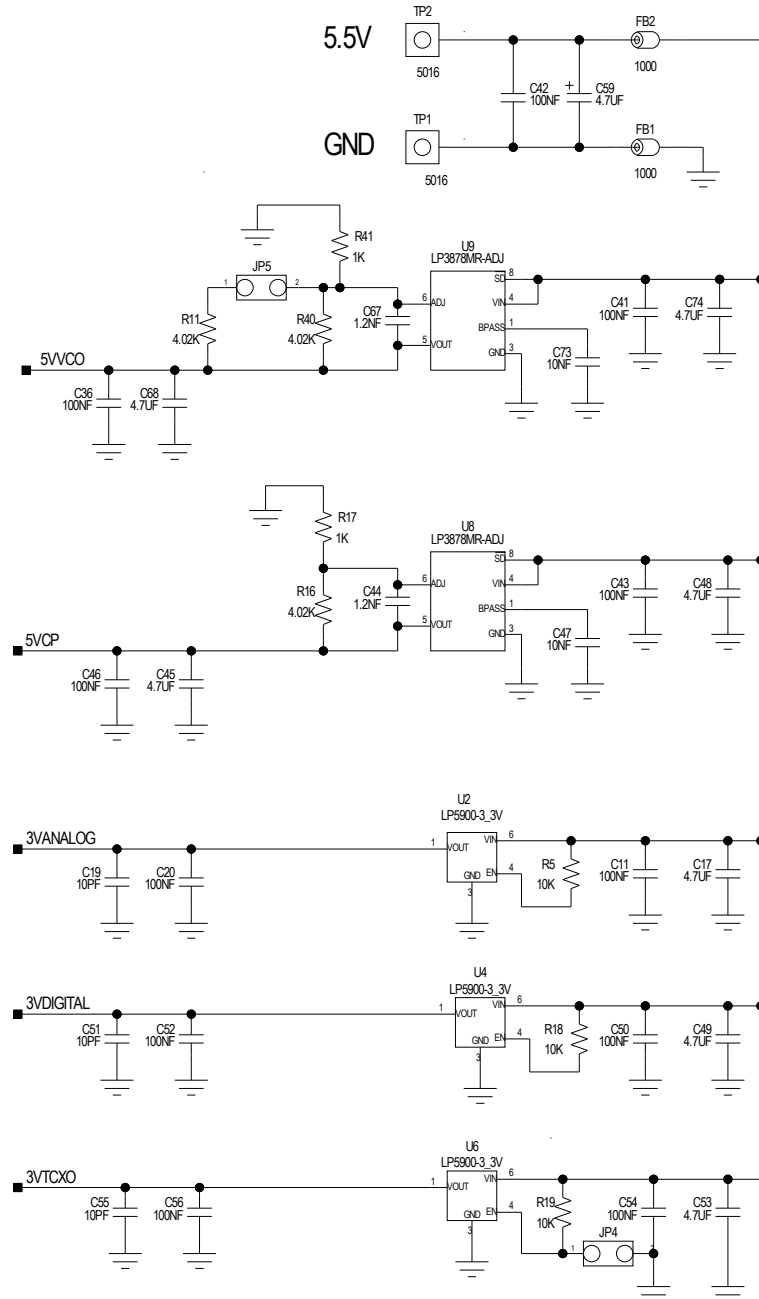 TP2
5.5V
5016
FB2
1000
C42
100NF
+
C59
4.7UF
TP1
GND
5016
FB1
1000
R41
1K
JP5
1
2
R11
4.02K
R40
4.02K
C67
1.2NF
U9
LP3878MR-ADJ
6
ADJ
5
VOUT
SD
8
VIN
4
BPASS
1
GND
3
C73
10NF
C41
100NF
C74
4.7UF
5VVCO
C36
100NF
C68
4.7UF
R17
1K
R16
4.02K
C44
1.2NF
U8
LP3878MR-ADJ
6
ADJ
5
VOUT
SD
8
VIN
4
BPASS
1
GND
3
C47
10NF
C43
100NF
C48
4.7UF
5VCP
C46
100NF
C45
4.7UF
3VANALOG
C19
10PF
C20
100NF
U2
LP5900-3_3V
1
VOUT
VIN
6
GND
3
EN
4
R5
10K
C11
100NF
C17
4.7UF
3VDIGITAL
C51
10PF
C52
100NF
U4
LP5900-3_3V
1
VOUT
VIN
6
GND
3
EN
4
R18
10K
C50
100NF
C49
4.7UF
3VTCXO
C55
10PF
C56
100NF
U6
LP5900-3_3V
1
VOUT
VIN
6
GND
3
EN
4
R19
10K
C54
100NF
C53
4.7UF
JP4
1